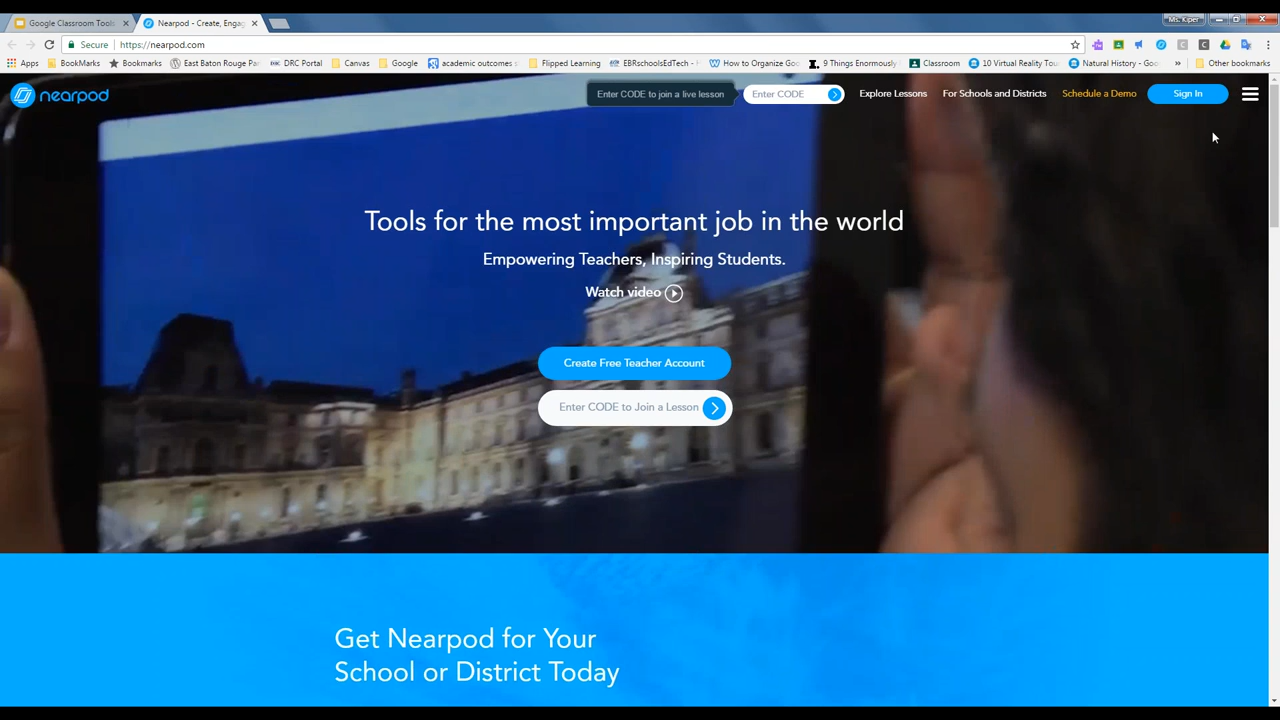 Google Classroom Tools
Nearpod - Create, Engag
Ms. Kiper
Secure
https://nearpod.com
Apps
BookMarks
Bookmarks
East Baton Rouge Pa
DRC Portal
Canvas
Google
academic outcomes s
Flipped Learning
EBRschoolsEdTech -
How to Organize Goo
9 Things Enormously
Classroom
10 Virtual Reality Tou
Natural History - Goo
»
Other bookmarks
nearpod
Enter CODE to join a live lesson
Enter CODE
Explore Lessons
For Schools and Districts
Schedule a Demo
Sign In
Tools for the most important job in the world
Empowering Teachers, Inspiring Students.
Watch video
Create Free Teacher Account
Enter CODE to Join a Lesson
Get Nearpod for Your
School or District Today